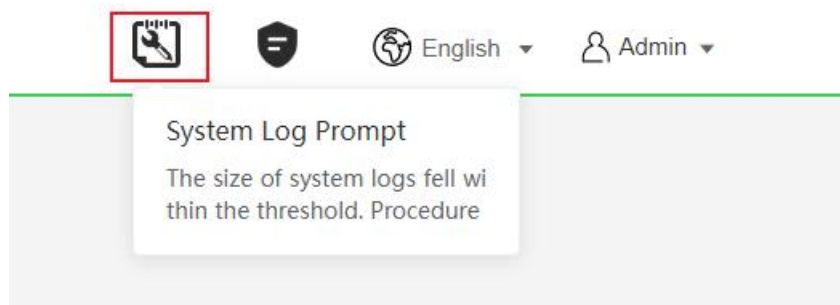 English
Admin
System Log Prompt
The size of system logs fell wi
thin the threshold. Procedure